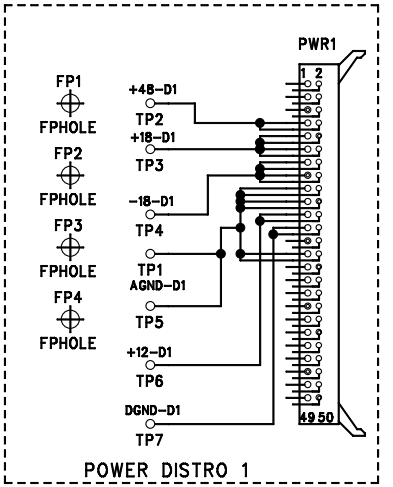 PWR1
1 2
FP1
FPHOLE
FP2
FPHOLE
FP3
FPHOLE
FP4
FPHOLE
+48-D1
TP2
+18-D1
TP3
-18-D1
TP4
TP1
AGND-D1
TP5
+12-D1
TP6
DGND-D1
TP7
49 50
POWER DISTRO 1